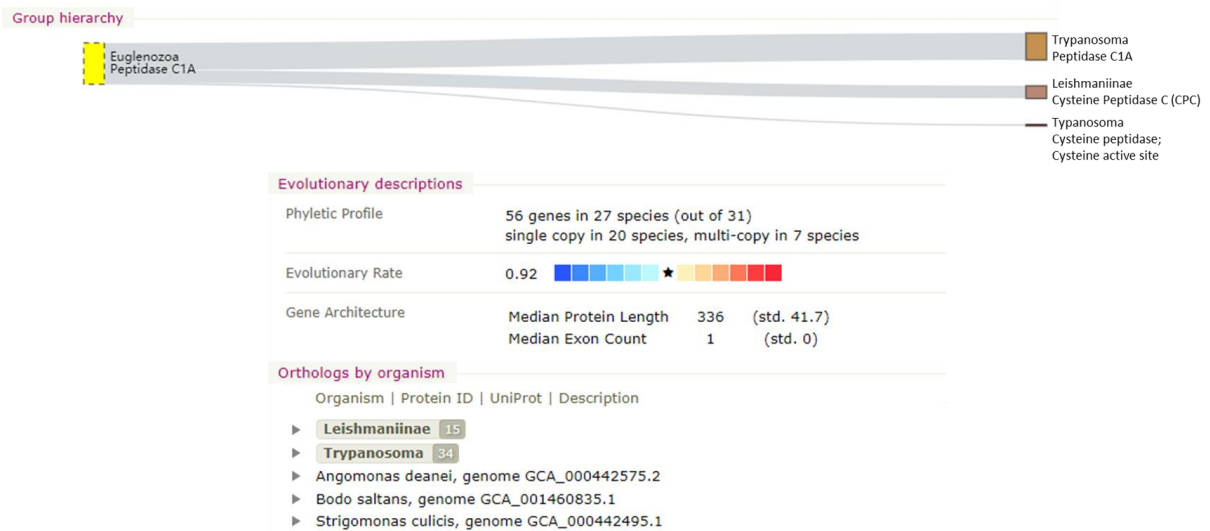 Group hierarchy
Euglenozoa
Peptidase C1A
Trypanosoma
Peptidase C1A
Leishmaniinae
Cysteine Peptidase C (CPC)
Typanosoma
Cysteine peptidase;
Cysteine active site
Evolutionary descriptions
Phyletic Profile
56 genes in 27 species (out of 31)
single copy in 20 species, multi-copy in 7 species
Evolutionary Rate
0.92
Gene Architecture
Median Protein Length 336 (std. 41.7)
Median Exon Count 1 (std. 0)
Orthologs by organism
Organism | Protein ID | UniProt | Description
Leishmaniinae 15
Trypanosoma 34
Angomonas deanei, genome GCA_000442575.2
Bodo saltans, genome GCA_001460835.1
Strigomonas culicis, genome GCA_000442495.1